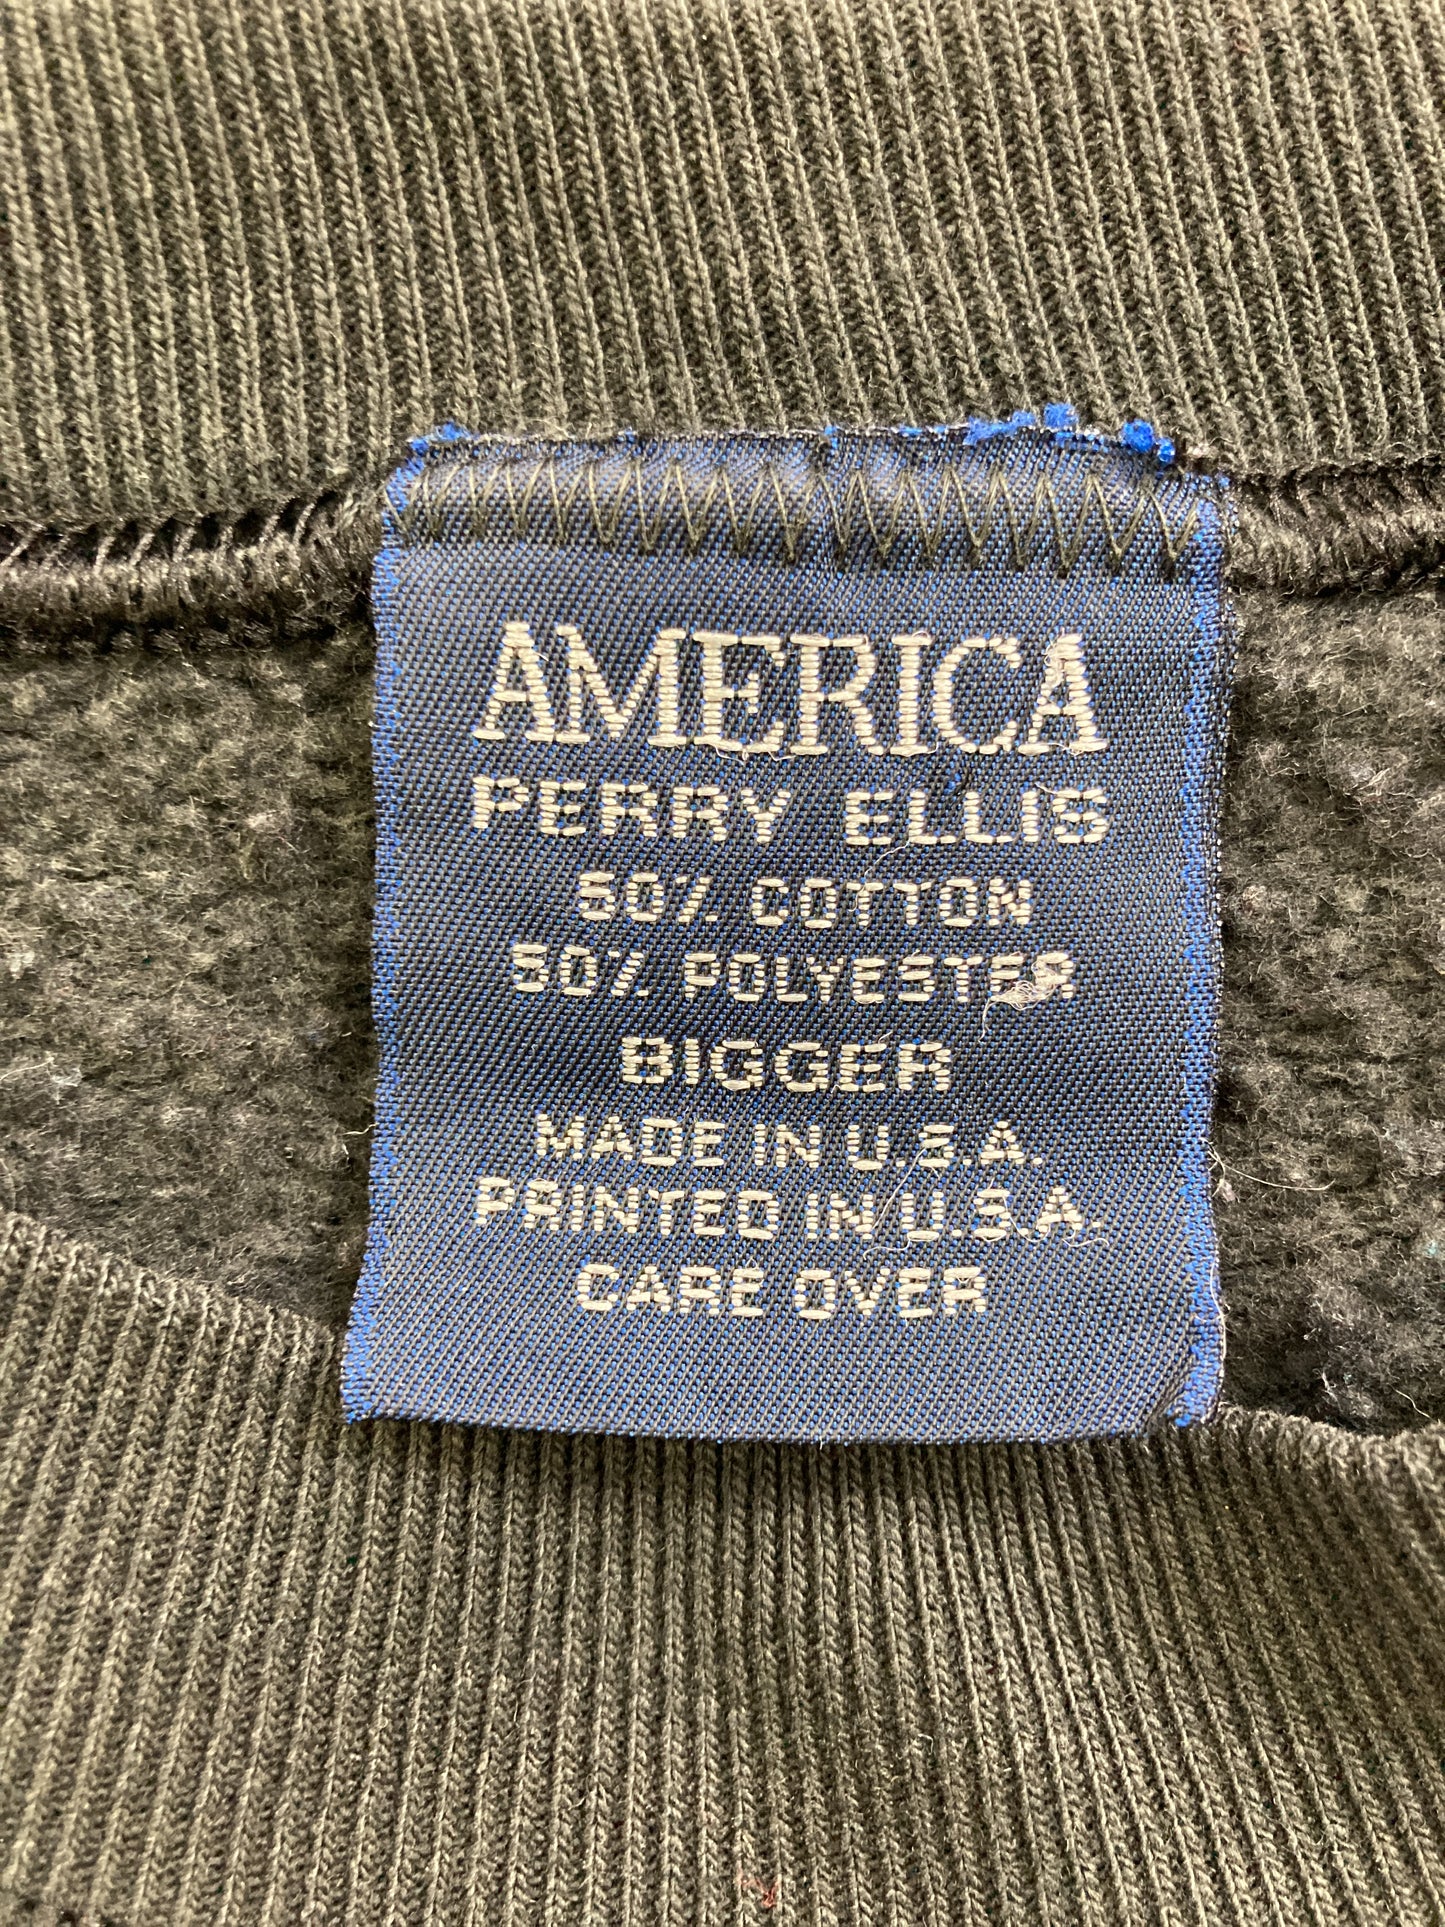 AMERICA
PERRY ELLIS
50% COTTON
50% POLYESTER
BIGGER
MADE IN U.S.A.
PRINTED IN U.S.A.
CARE OVER